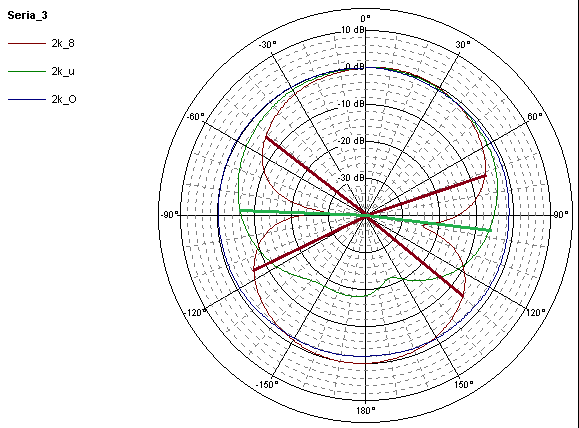 Seria_3
2k_8
2k_u
2k_O
0°
10 dB
-30°
30°
0 dB
-10 dB
-60°
60°
-20 dB
-30 dB
-90°
90°
-120°
120°
-150°
150°
180°